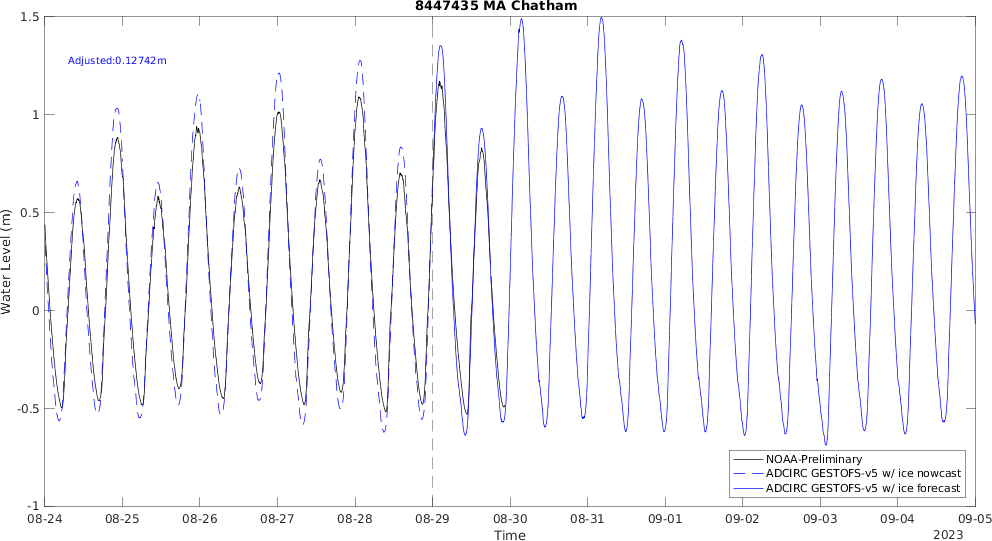 8447435 MA Chatham
Adjusted:0.12742m
1.5
1
0.5
0
-0.5
-1
Water Level (m)
NOAA-Preliminary
ADCIRC GESTOFS-v5 w/ ice nowcast
ADCIRC GESTOFS-v5 w/ ice forecast
08-24 08-25 08-26 08-27 08-28 08-29 08-30 08-31 09-01 09-02 09-03 09-04 09-05
Time
2023